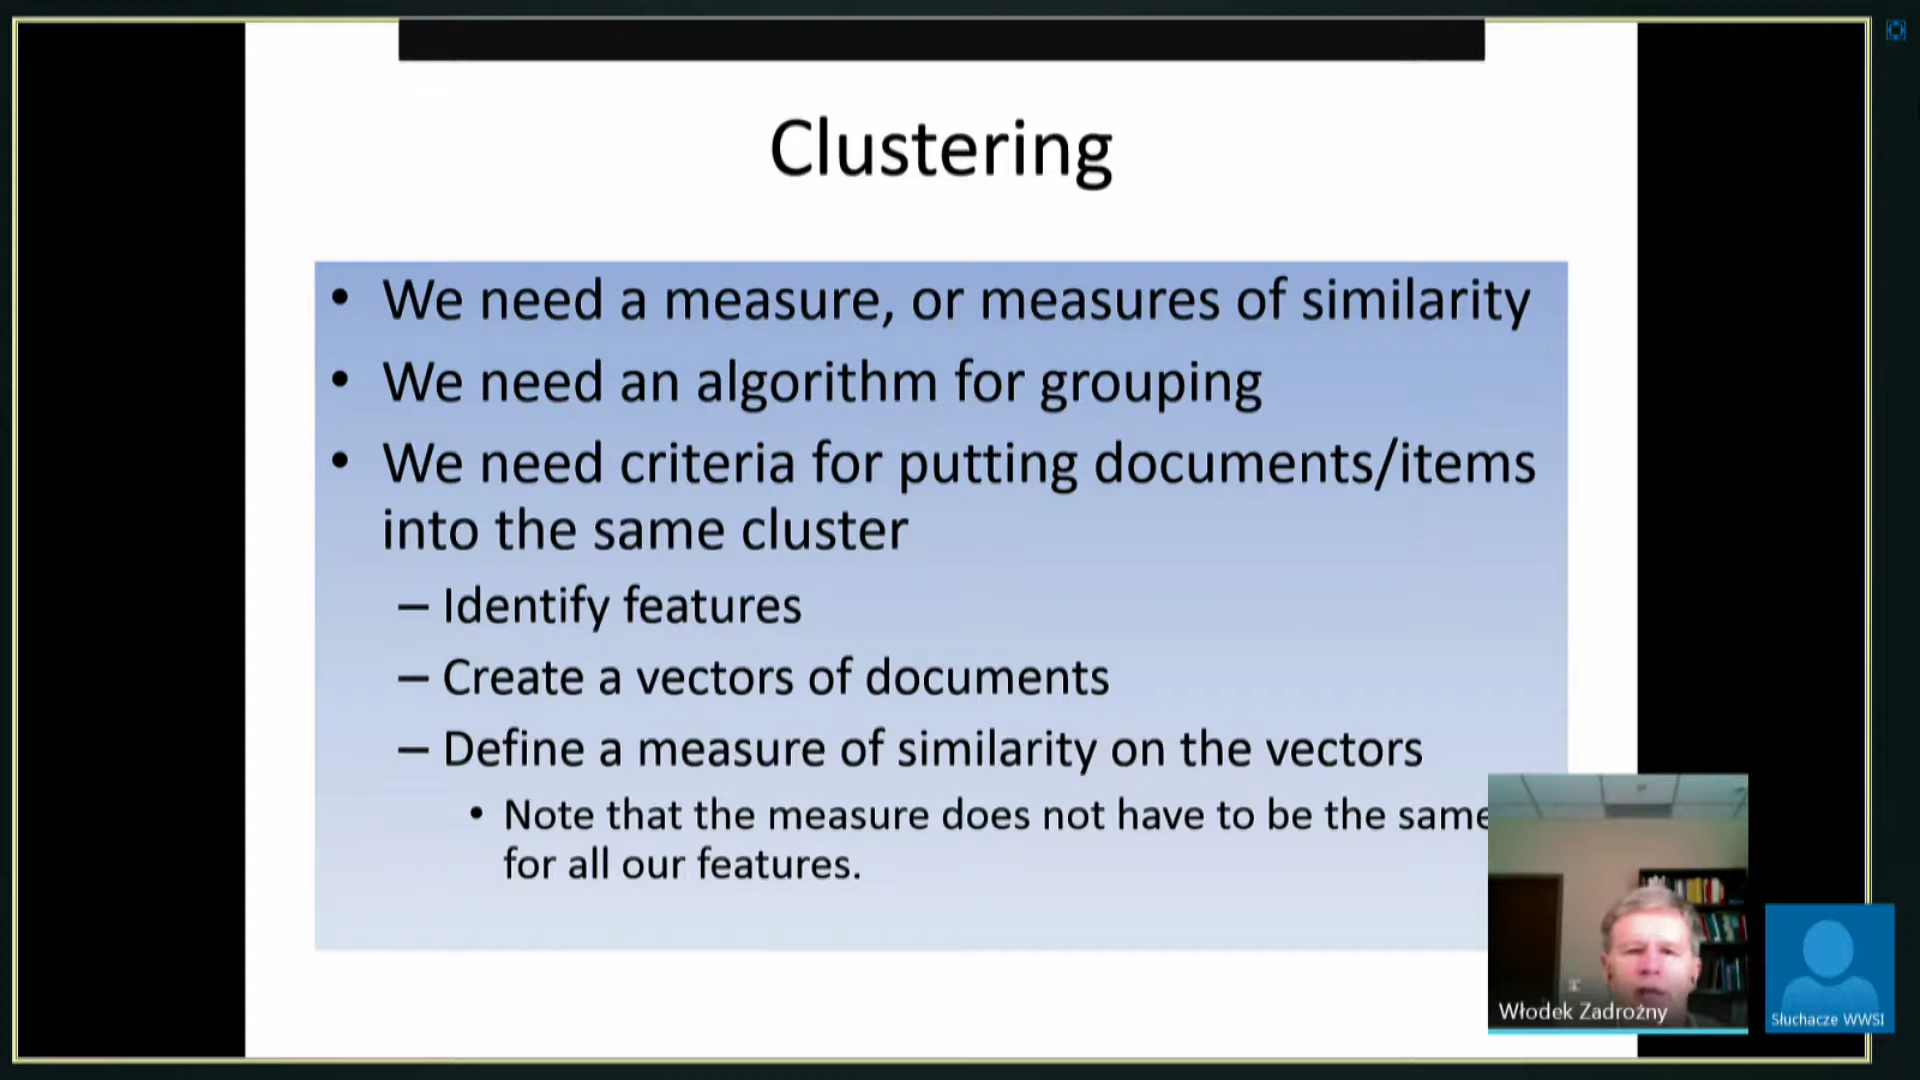 Clustering
• We need a measure, or measures of similarity
• We need an algorithm for grouping
• We need criteria for putting documents/items
into the same cluster
– Identify features
– Create a vectors of documents
– Define a measure of similarity on the vectors
• Note that the measure does not have to be the same
for all our features.
Włodek Zadrożny
Słuchacze WWSI